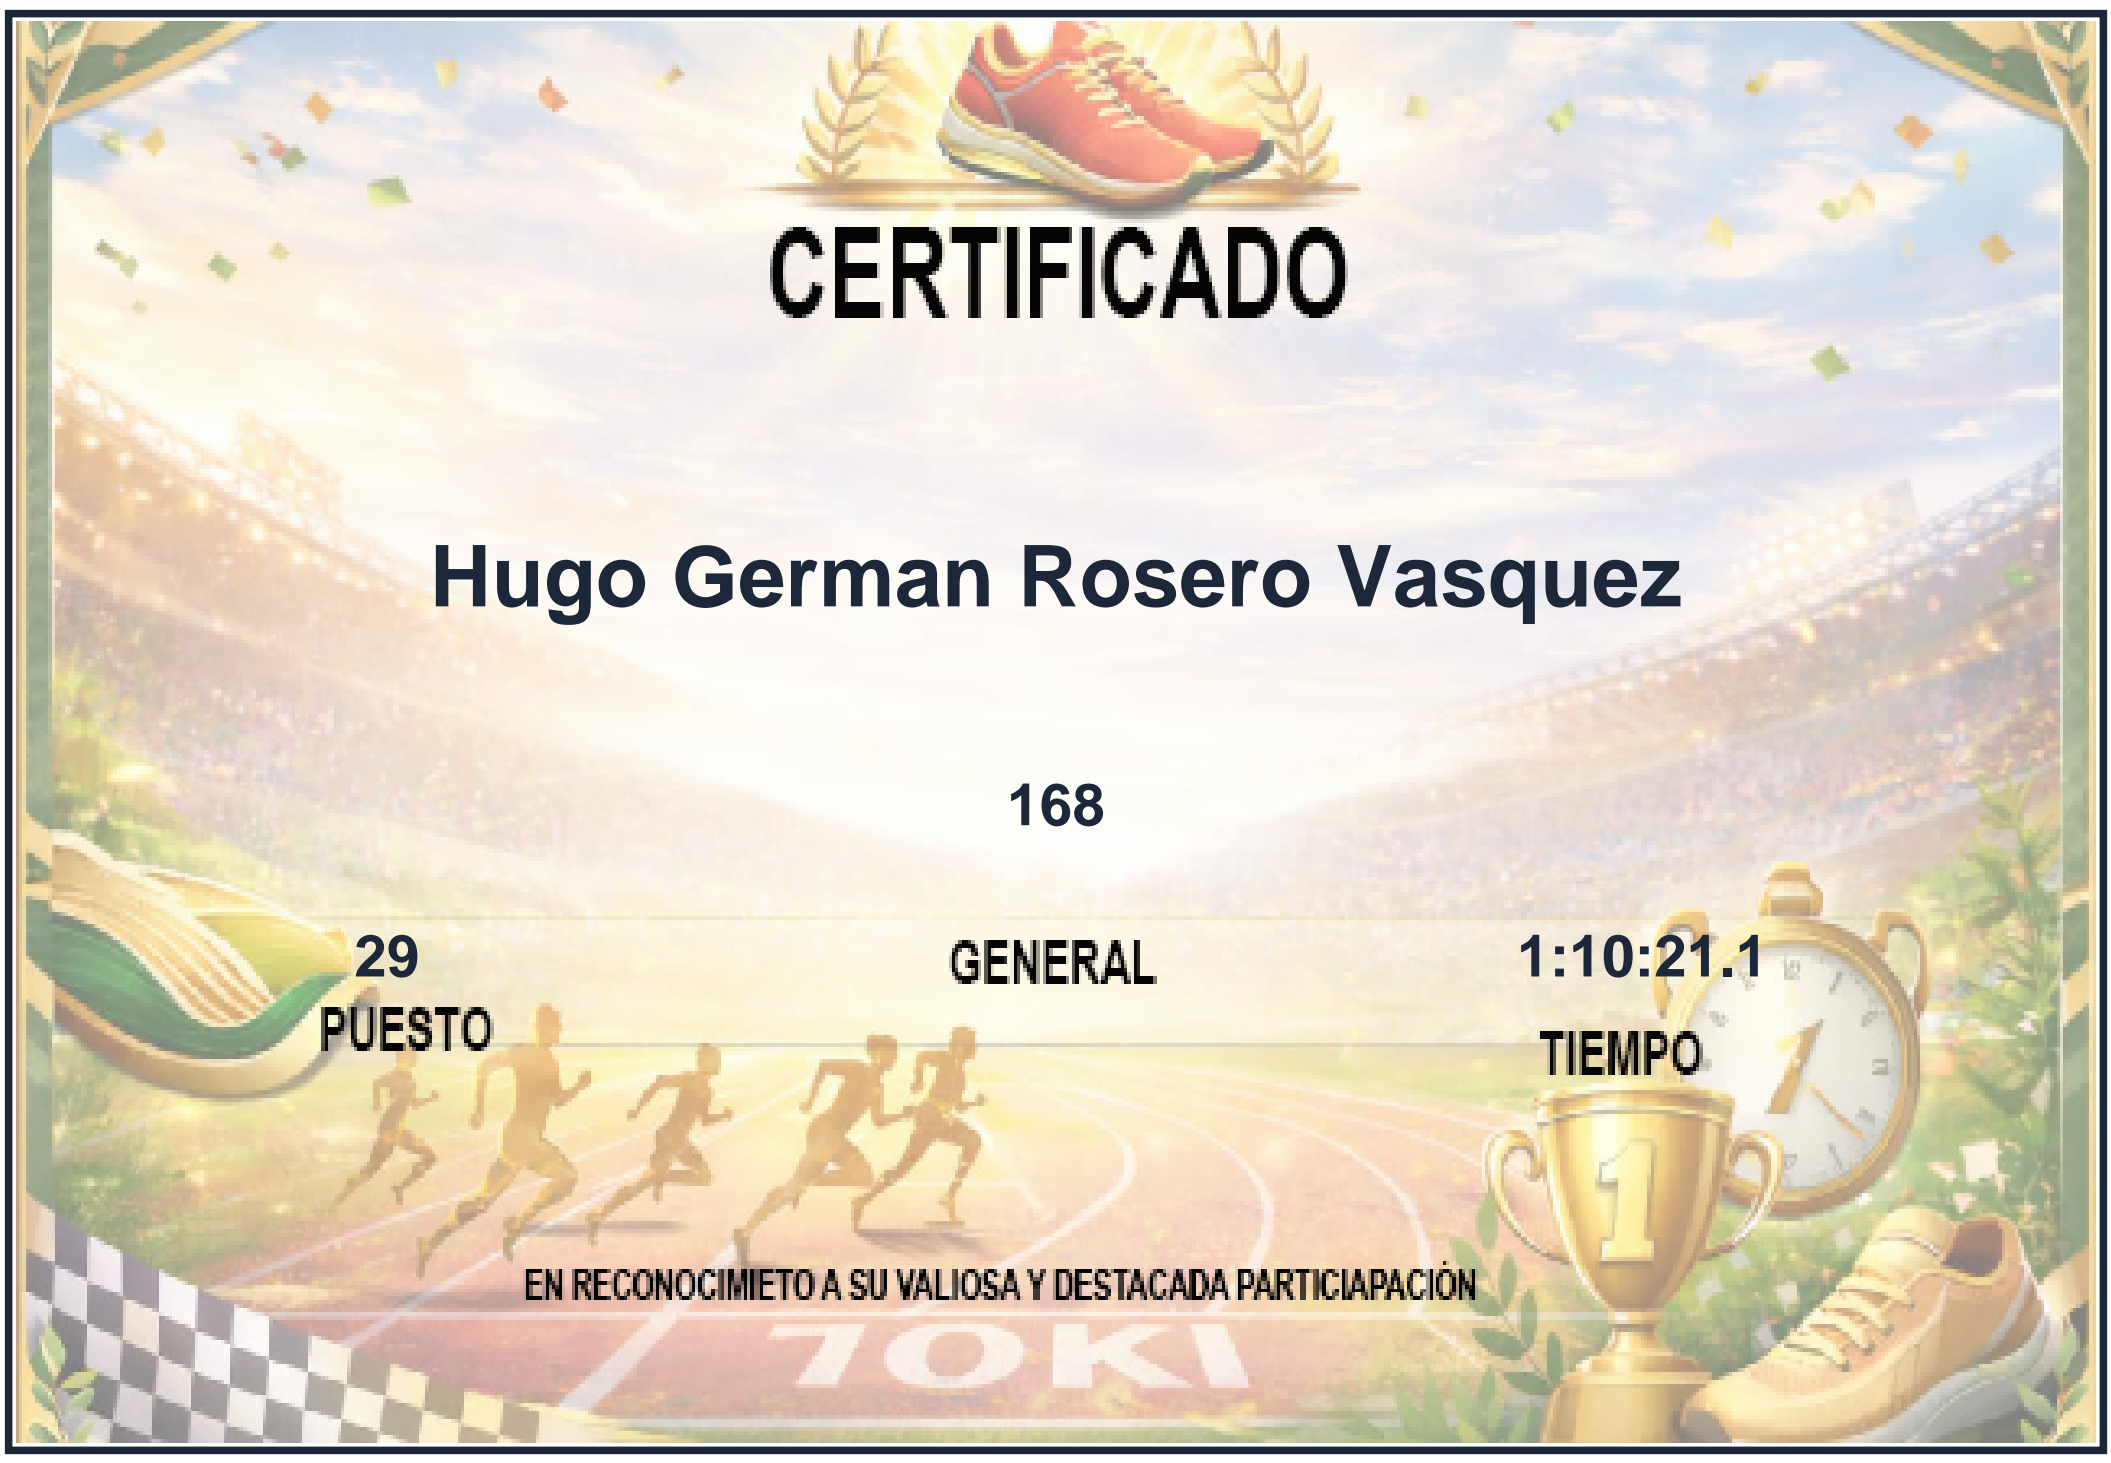 CERTIFICADO
Hugo German Rosero Vasquez
168
29
GENERAL
1:10:21.1
PUESTO
TIEMPO
1
EN RECONOCIMIETO A SU VALIOSA Y DESTACADA PARTICIAPACIÓN